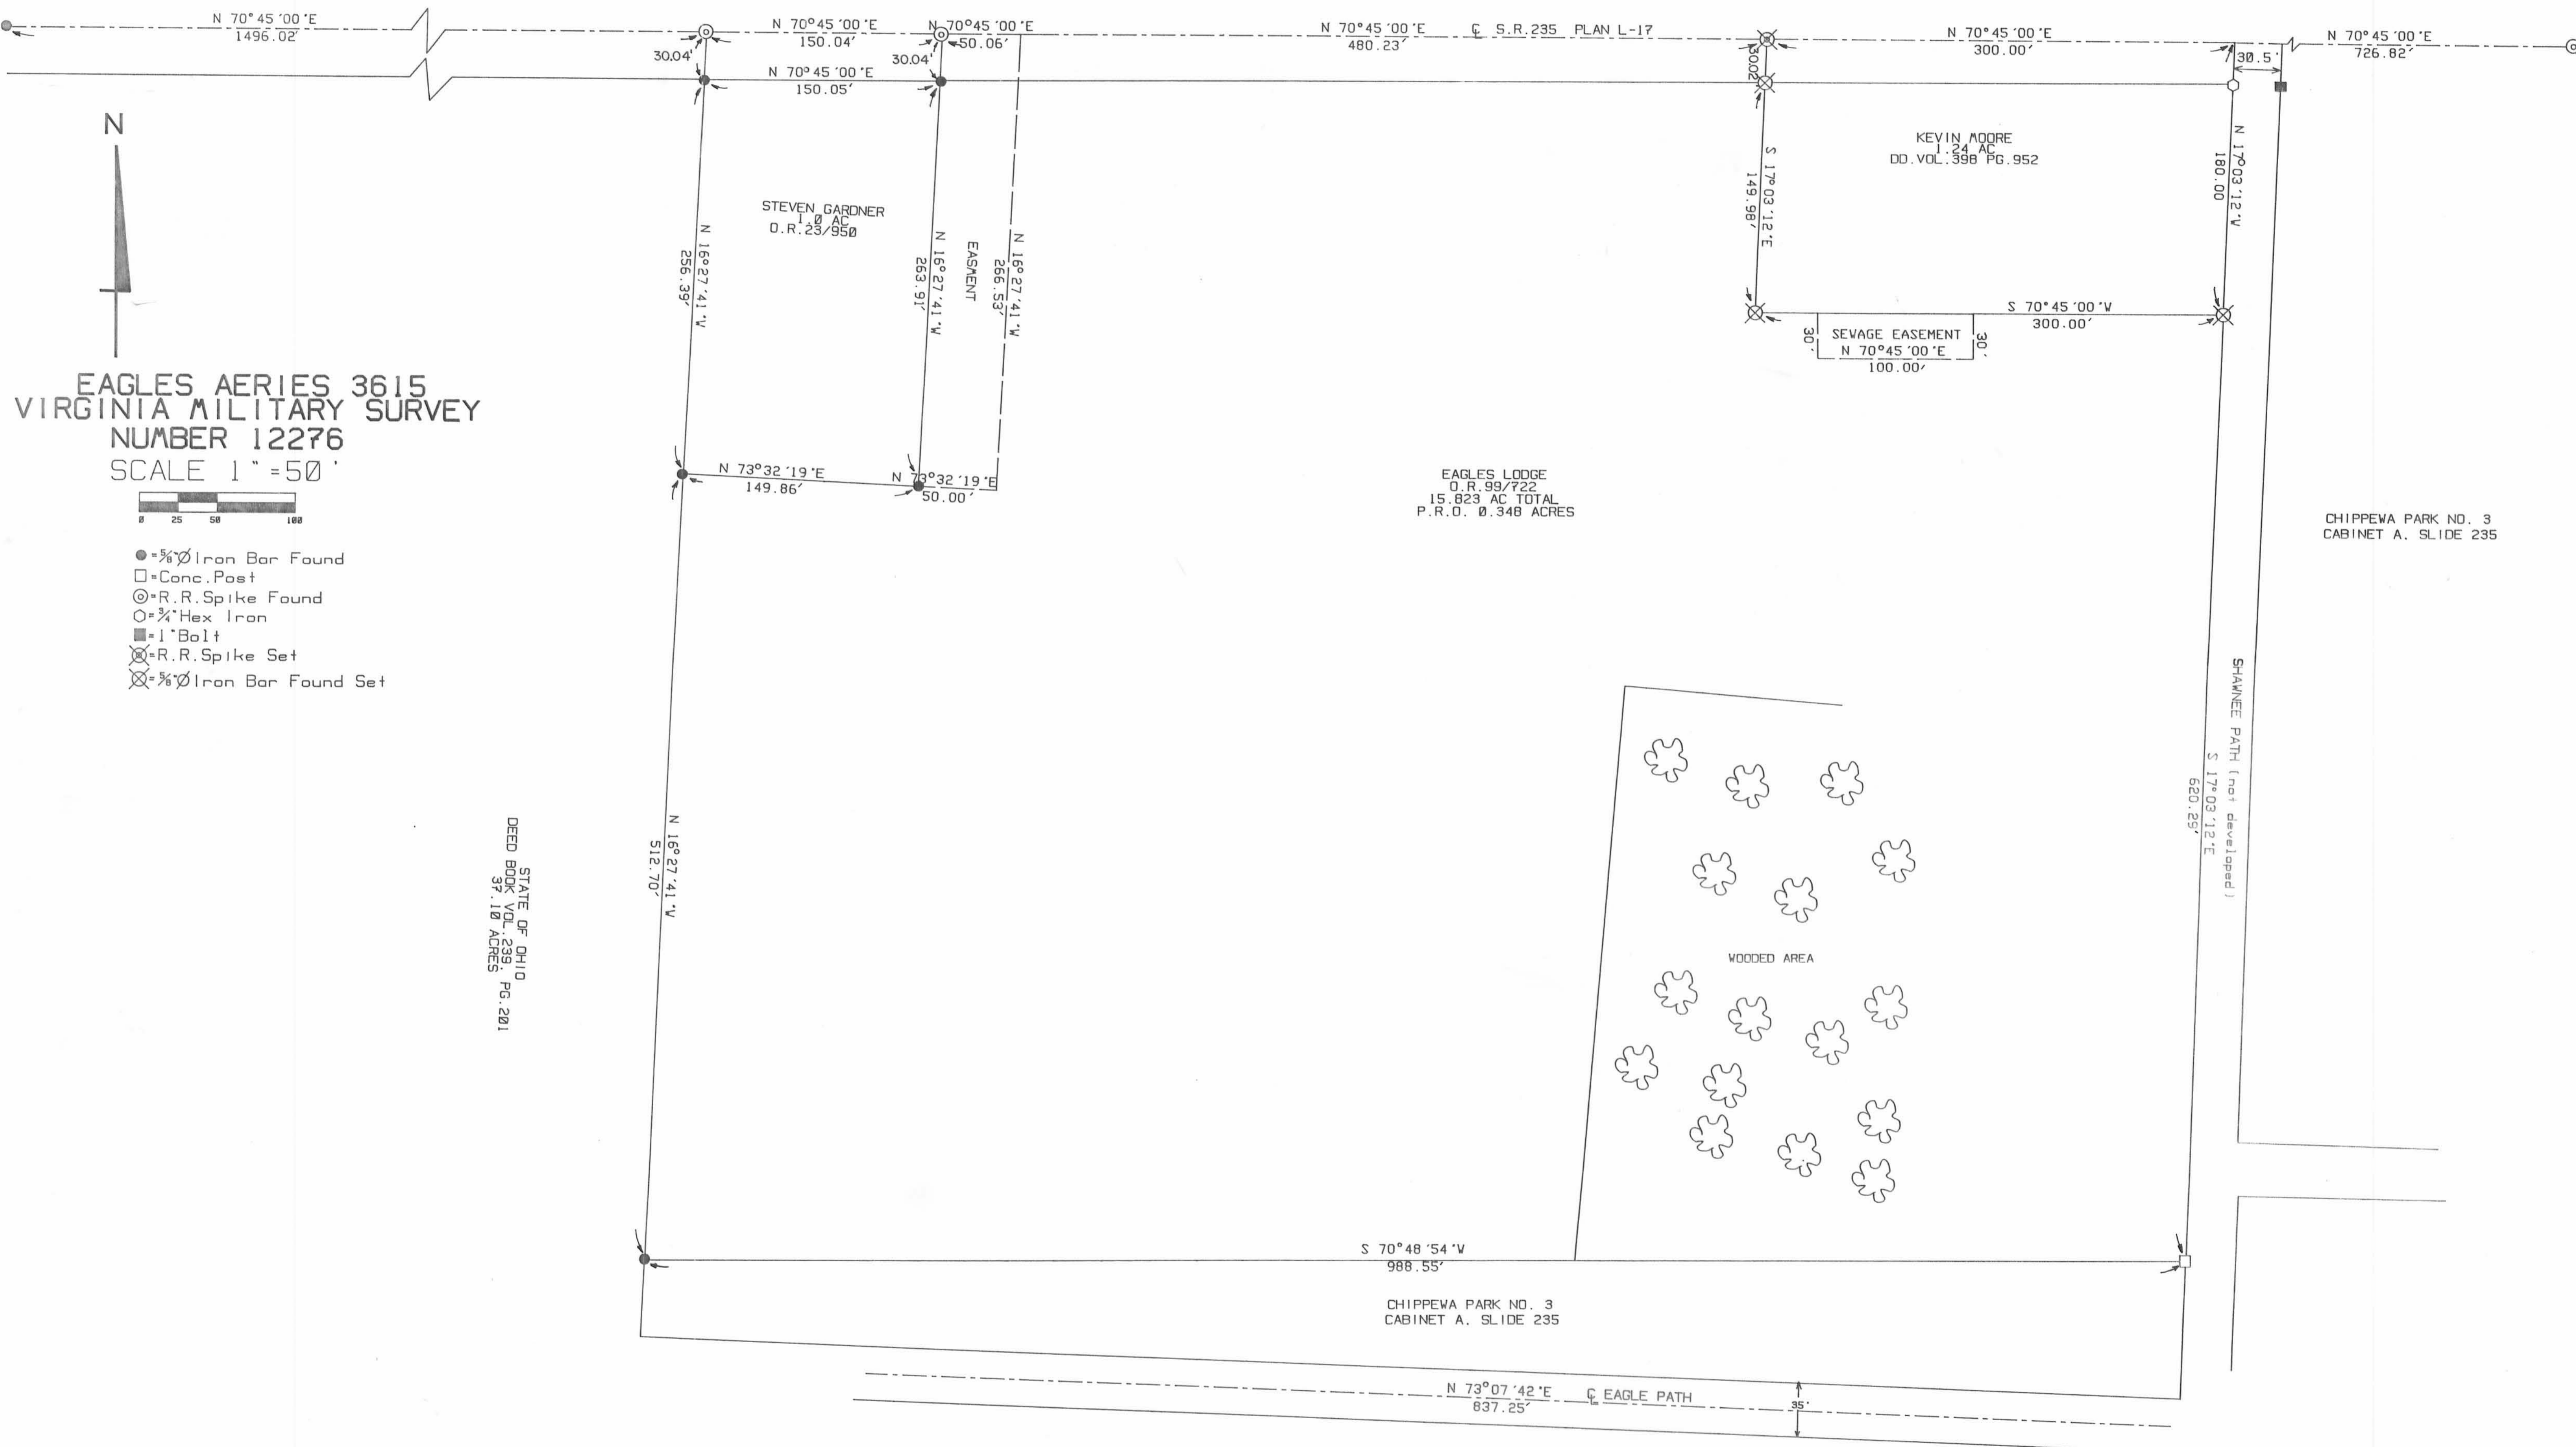 N 70°45'00"E
1496.02'
N 70°45'00"E
150.04'
N 70°45'00"E
50.06'
N 70°45'00"E
480.23'
℄ S.R.235 PLAN L-17
N 70°45'00"E
300.00'
N 70°45'00"E
726.82'
30.04'
30.04'
30.02'
30.5'
N 70°45'00"E
150.05'
N
KEVIN MOORE
1.24 AC
DD.VOL.398 PG.952
S 17°03'12"E
149.98'
N 17°03'12"W
180.00
STEVEN GARDNER
1.0 AC
O.R.23/950
N 16°27'41"W
256.39'
N 16°27'41"W
263.91'
EASMENT
N 16°27'41"W
266.53'
S 70°45'00"W
300.00'
30'
SEWAGE EASEMENT
30'
N 70°45'00"E
100.00'
EAGLES AERIES 3615
VIRGINIA MILITARY SURVEY
NUMBER 12276
SCALE 1"=50'
0 25 50 100
N 73°32'19"E
149.86'
N 73°32'19"E
50.00'
EAGLES LODGE
O.R.99/722
15.823 AC TOTAL
P.R.O. 0.348 ACRES
CHIPPEWA PARK NO. 3
CABINET A. SLIDE 235
=5/8"Ø Iron Bar Found
=Conc.Post
=R.R.Spike Found
=3/4"Hex Iron
=1"Bolt
=R.R.Spike Set
=5/8"Ø Iron Bar Found Set
SHAWNEE PATH (not developed)
S 17°03'12"E
620.29'
N 16°27'41"W
512.70'
STATE OF OHIO
DEED BOOK VOL.239. PG.201
37.10 ACRES
WOODED AREA
S 70°48'54"W
988.55'
CHIPPEWA PARK NO. 3
CABINET A. SLIDE 235
N 73°07'42"E
837.25'
℄ EAGLE PATH
35'